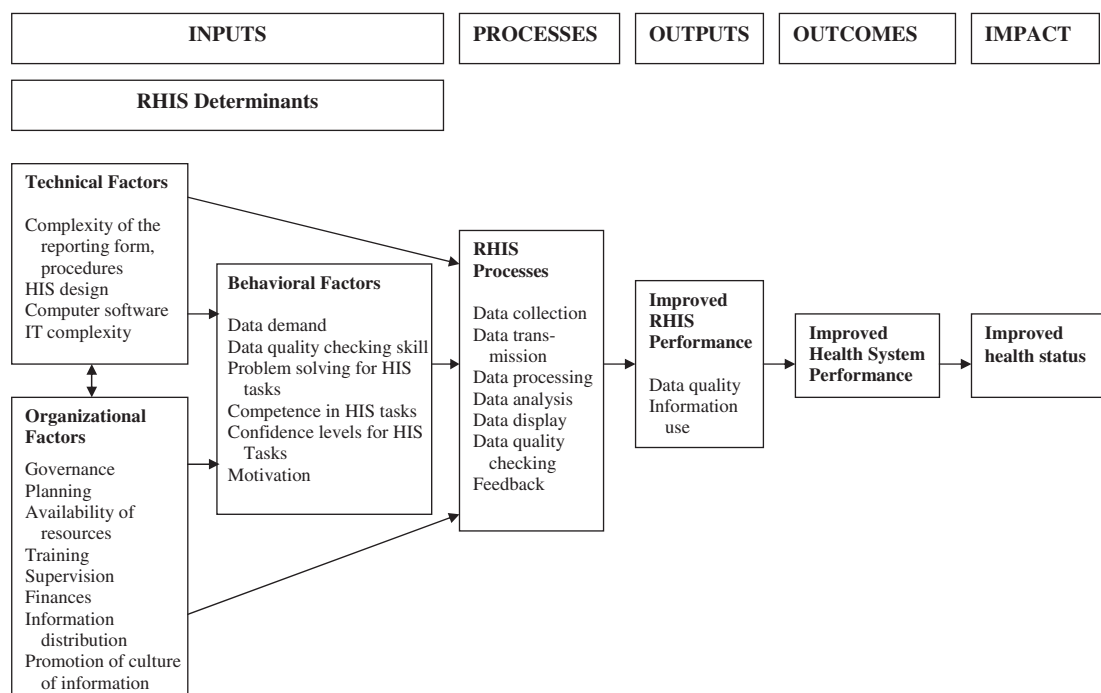 INPUTS
PROCESSES
OUTPUTS
OUTCOMES
IMPACT
RHIS Determinants
Technical Factors
Complexity of the
reporting form,
procedures
HIS design
Computer software
IT complexity
Organizational
Factors
Governance
Planning
Availability of
resources
Training
Supervision
Finances
Information
distribution
Promotion of culture
of information
Behavioral Factors
Data demand
Data quality checking skill
Problem solving for HIS
tasks
Competence in HIS tasks
Confidence levels for HIS
Tasks
Motivation
RHIS
Processes
Data collection
Data trans-
mission
Data processing
Data analysis
Data display
Data quality
checking
Feedback
Improved
RHIS
Performance
Data quality
Information
use
Improved
Health System
Performance
Improved
health status